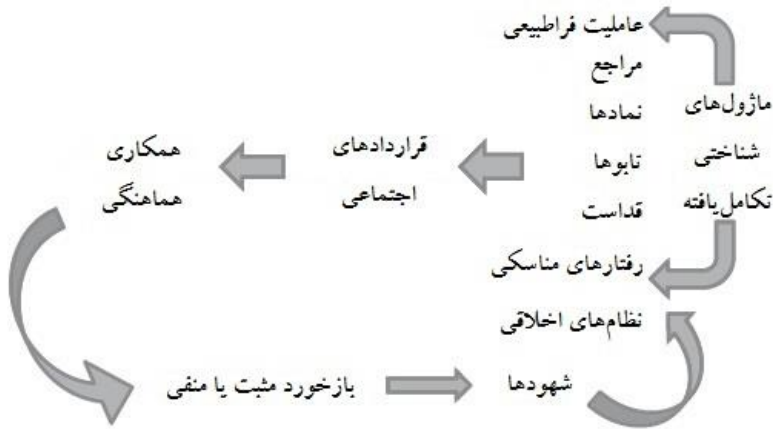 عاملیت فراطبیعی
مراجع
نمادها
تابوها
قداست
رفتارهای مناسکی
نظام‌های اخلاقی
ماژول‌های
شناختی
تکامل‌یافته
قراردادهای
اجتماعی
همکاری
هماهنگی
بازخورد مثبت یا منفی
شهودها